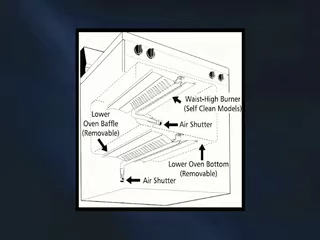 Waist-High Burner
(Self Clean Models)
Air Shutter
Lower
Oven Baffle
(Removable)
Lower Oven Bottom
(Removable)
Air Shutter